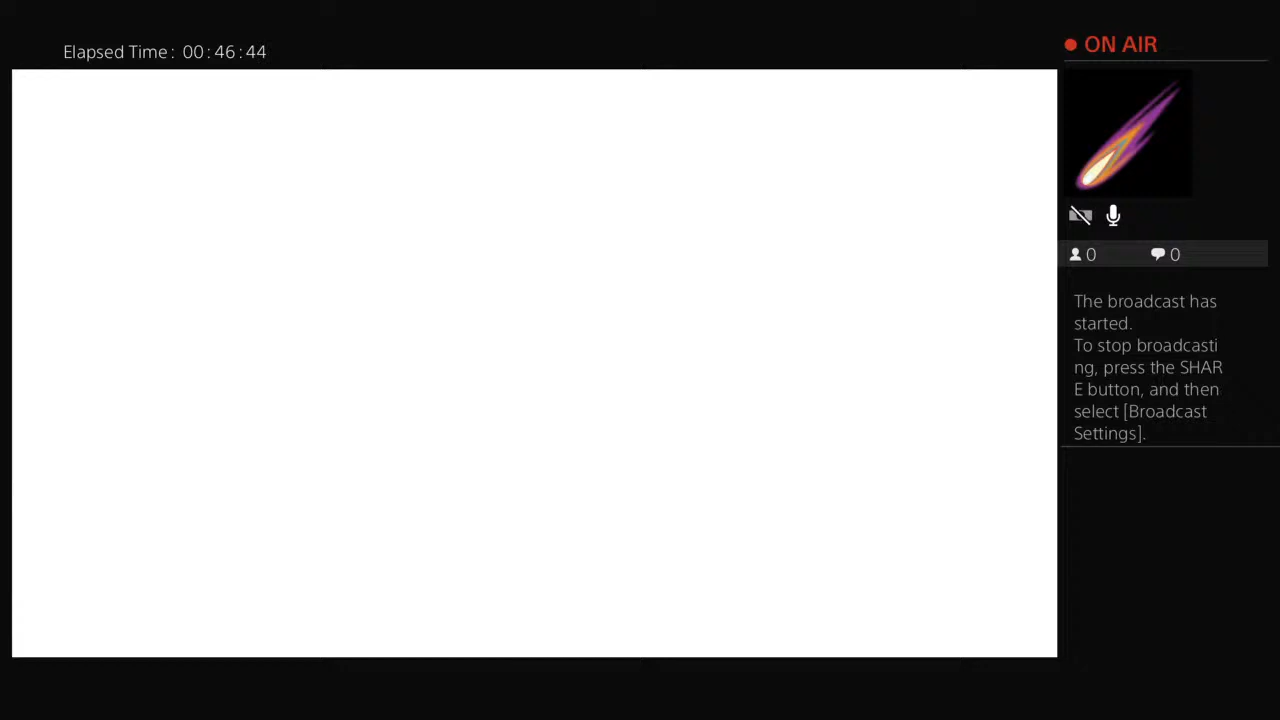 Elapsed Time: 00:46:44
ON AIR
0 0
The broadcast has
started.
To stop broadcasti
ng, press the SHAR
E button, and then
select [Broadcast
Settings].